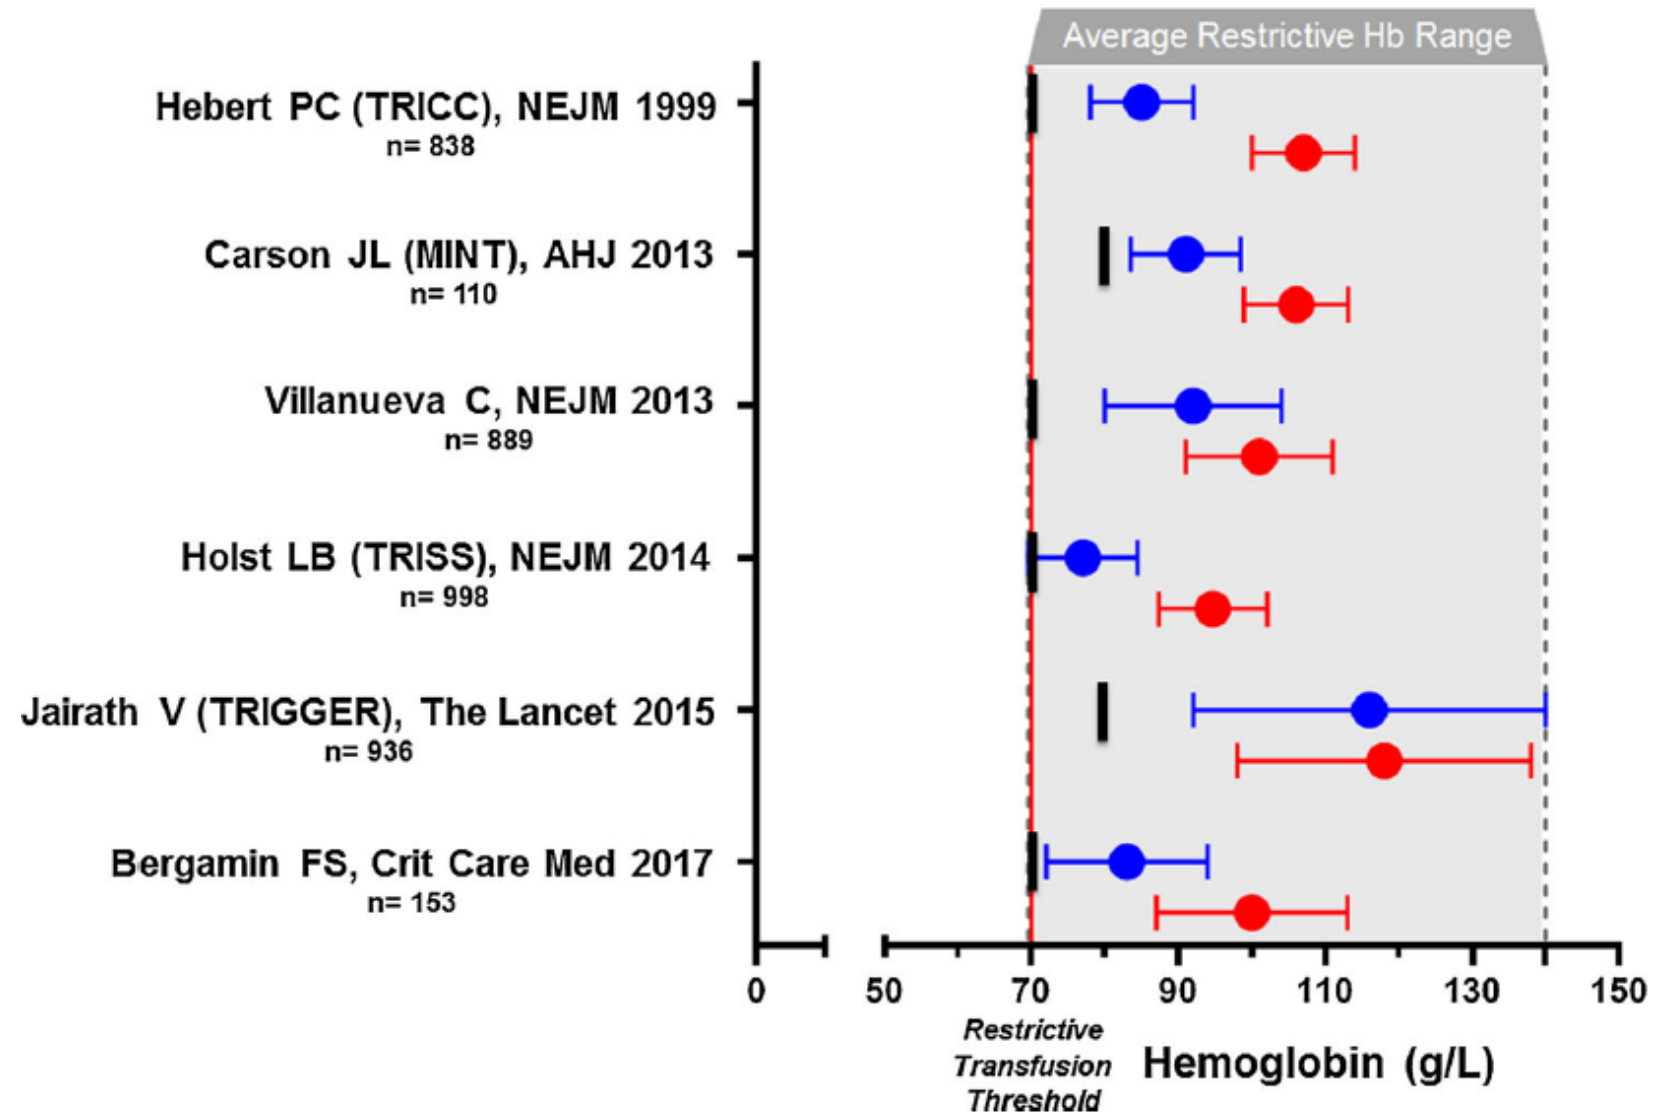 Average Restrictive Hb Range
Hebert PC (TRICC), NEJM 1999
n= 838
Carson JL (MINT), AHJ 2013
n= 110
Villanueva C, NEJM 2013
n= 889
Holst LB (TRISS), NEJM 2014
n= 998
Jairath V (TRIGGER), The Lancet 2015
n= 936
Bergamin FS, Crit Care Med 2017
n= 153
0 50 70 90 110 130 150
Restrictive
Transfusion
Threshold
Hemoglobin (g/L)